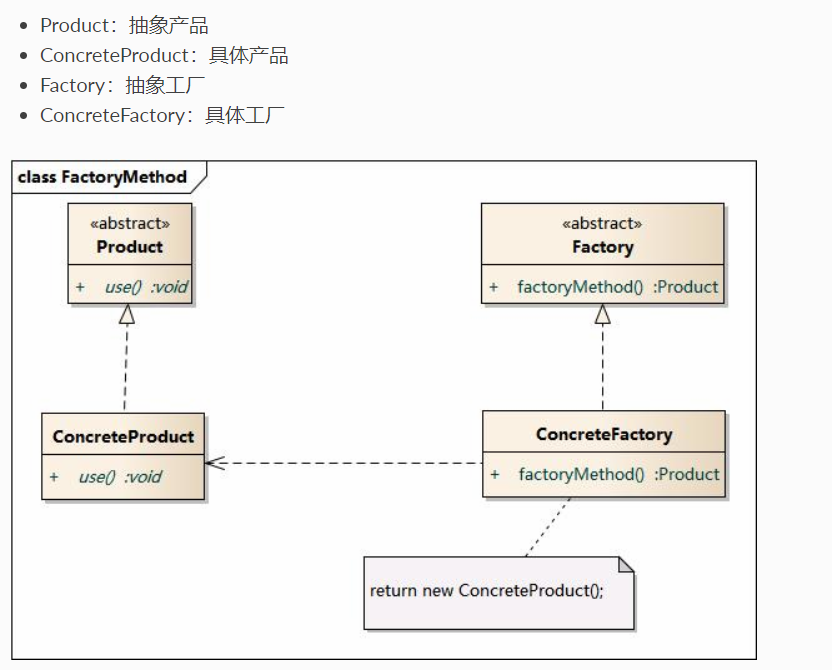 Product：抽象产品
ConcreteProduct：具体产品
Factory：抽象工厂
ConcreteFactory：具体工厂
class FactoryMethod
«abstract»
Product
+ use() :void
«abstract»
Factory
+ factoryMethod() :Product
ConcreteProduct
+ use() :void
ConcreteFactory
+ factoryMethod() :Product
return new ConcreteProduct();